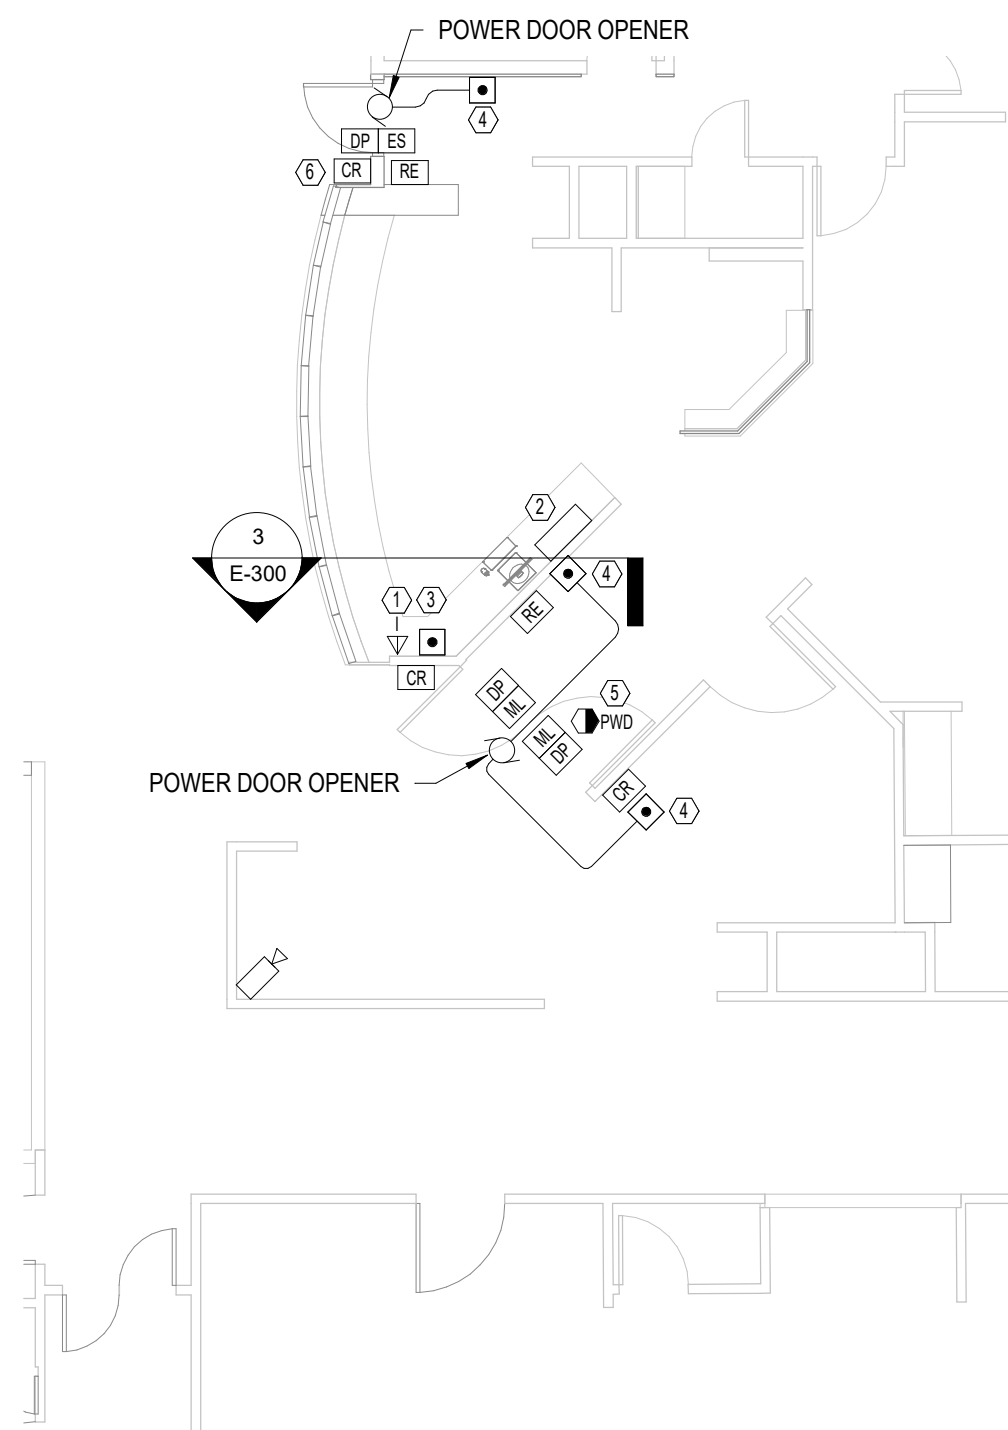 POWER DOOR OPENER
4
DP ES
6 CR RE
2
3
E-300
4
1 3
RE
CR
DP
ML
5
PWD
ML
DP
POWER DOOR OPENER
CR
4